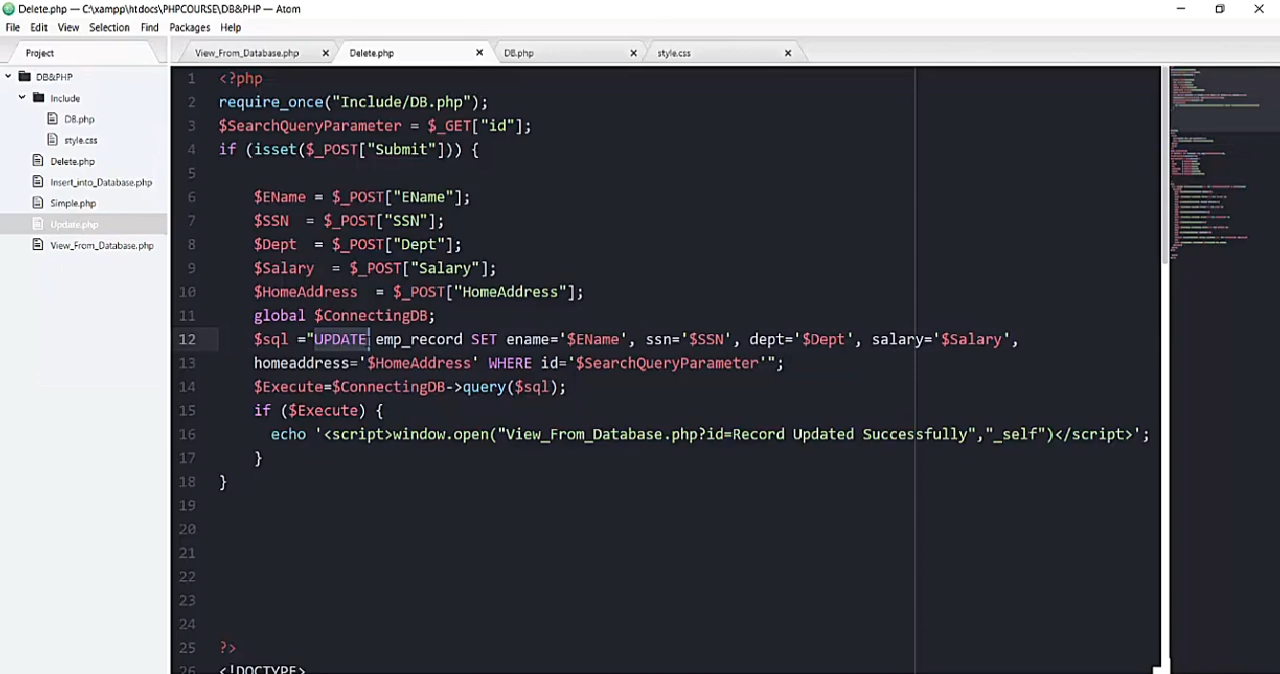 Delete.php — C:\xampp\htdocs\PHPCOURSE\DB&PHP — Atom
File Edit View Selection Find Packages Help
Project
View_From_Database.php Delete.php DB.php style.css
DB&PHP
Include
DB.php
style.css
Delete.php
Insert_into_Database.php
Simple.php
Update.php
View_From_Database.php
1 <?php
2 require_once("Include/DB.php");
3 $SearchQueryParameter = $_GET["id"];
4 if (isset($_POST["Submit"])) {
5
6 $EName = $_POST["EName"];
7 $SSN = $_POST["SSN"];
8 $Dept = $_POST["Dept"];
9 $Salary = $_POST["Salary"];
10 $HomeAddress = $_POST["HomeAddress"];
11 global $ConnectingDB;
12 $sql ="UPDATE emp_record SET ename='$EName', ssn='$SSN', dept='$Dept', salary='$Salary',
13 homeaddress='$HomeAddress' WHERE id='$SearchQueryParameter'";
14 $Execute=$ConnectingDB->query($sql);
15 if ($Execute) {
16 echo '<script>window.open("View_From_Database.php?id=Record Updated Successfully","_self")</script>';
17 }
18 }
19
20
21
22
23
24
25 ?>
26 <!DOCTYPE>